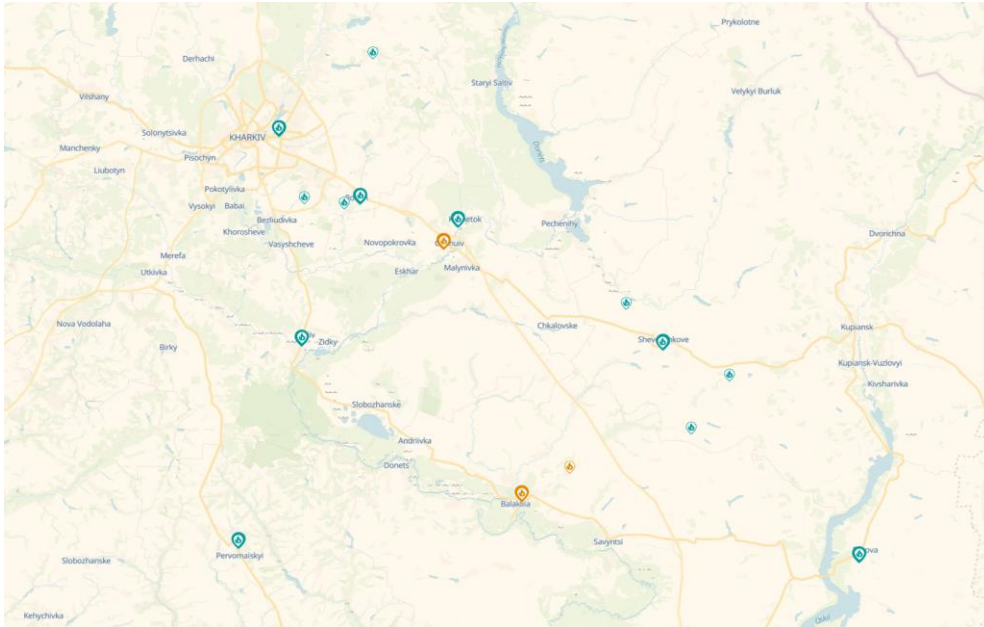 Prykolotne
Derhachi
Staryi Saltiv
Velykyi Burluk
Vilshany
Solonytsivka
KHARKIV
Manchenky
Pisochyn
Donets
Liubotyn
Pokotylivka
Vysokyi
Babai
Bezliudivka
Pechenihy
Khorosheve
Dvorichna
Vasyshcheve
Novopokrovka
Merefa
Eskhar
Malynivka
Utkivka
Nova Vodolaha
Chkalovske
Kupiansk
Zidky
Birky
Kupiansk-Vuzlovyi
Kivsharivka
Slobozhanske
Andriivka
Donets
Savyntsi
Pervomaiskyi
Slobozhanske
Kehychivka
Oskil